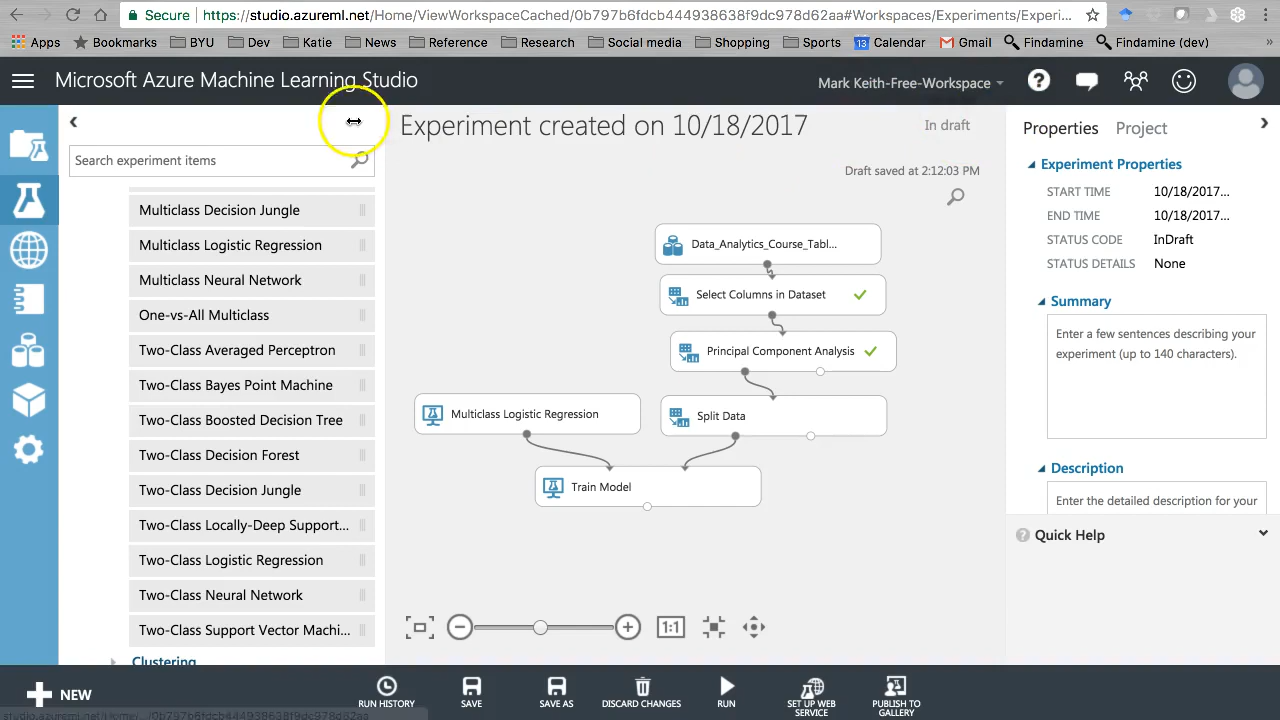 Secure https://studio.azureml.net/Home/ViewWorkspaceCached/0b797b6fdcb444938638f9dc978d62aa#Workspaces/Experiments/Experi...
Apps Bookmarks BYU Dev Katie News Reference Research Social media Shopping Sports 13 Calendar Gmail Findamine Findamine (dev) »
Microsoft Azure Machine Learning Studio
Mark Keith-Free-Workspace
Experiment created on 10/18/2017
In draft
Draft saved at 2:12:03 PM
Search experiment items
Multiclass Decision Jungle
Multiclass Logistic Regression
Multiclass Neural Network
One-vs-All Multiclass
Two-Class Averaged Perceptron
Two-Class Bayes Point Machine
Two-Class Boosted Decision Tree
Two-Class Decision Forest
Two-Class Decision Jungle
Two-Class Locally-Deep Support...
Two-Class Logistic Regression
Two-Class Neural Network
Two-Class Support Vector Machi...
Clustering
Data_Analytics_Course_Tabl...
Select Columns in Dataset
Principal Component Analysis
Multiclass Logistic Regression
Split Data
Train Model
1:1
Properties Project
Experiment Properties
START TIME 10/18/2017...
END TIME 10/18/2017...
STATUS CODE InDraft
STATUS DETAILS None
Summary
Enter a few sentences describing your
experiment (up to 140 characters).
Description
Enter the detailed description for your
Quick Help
NEW
RUN HISTORY
SAVE
SAVE AS
DISCARD CHANGES
RUN
SET UP WEB
SERVICE
PUBLISH TO
GALLERY